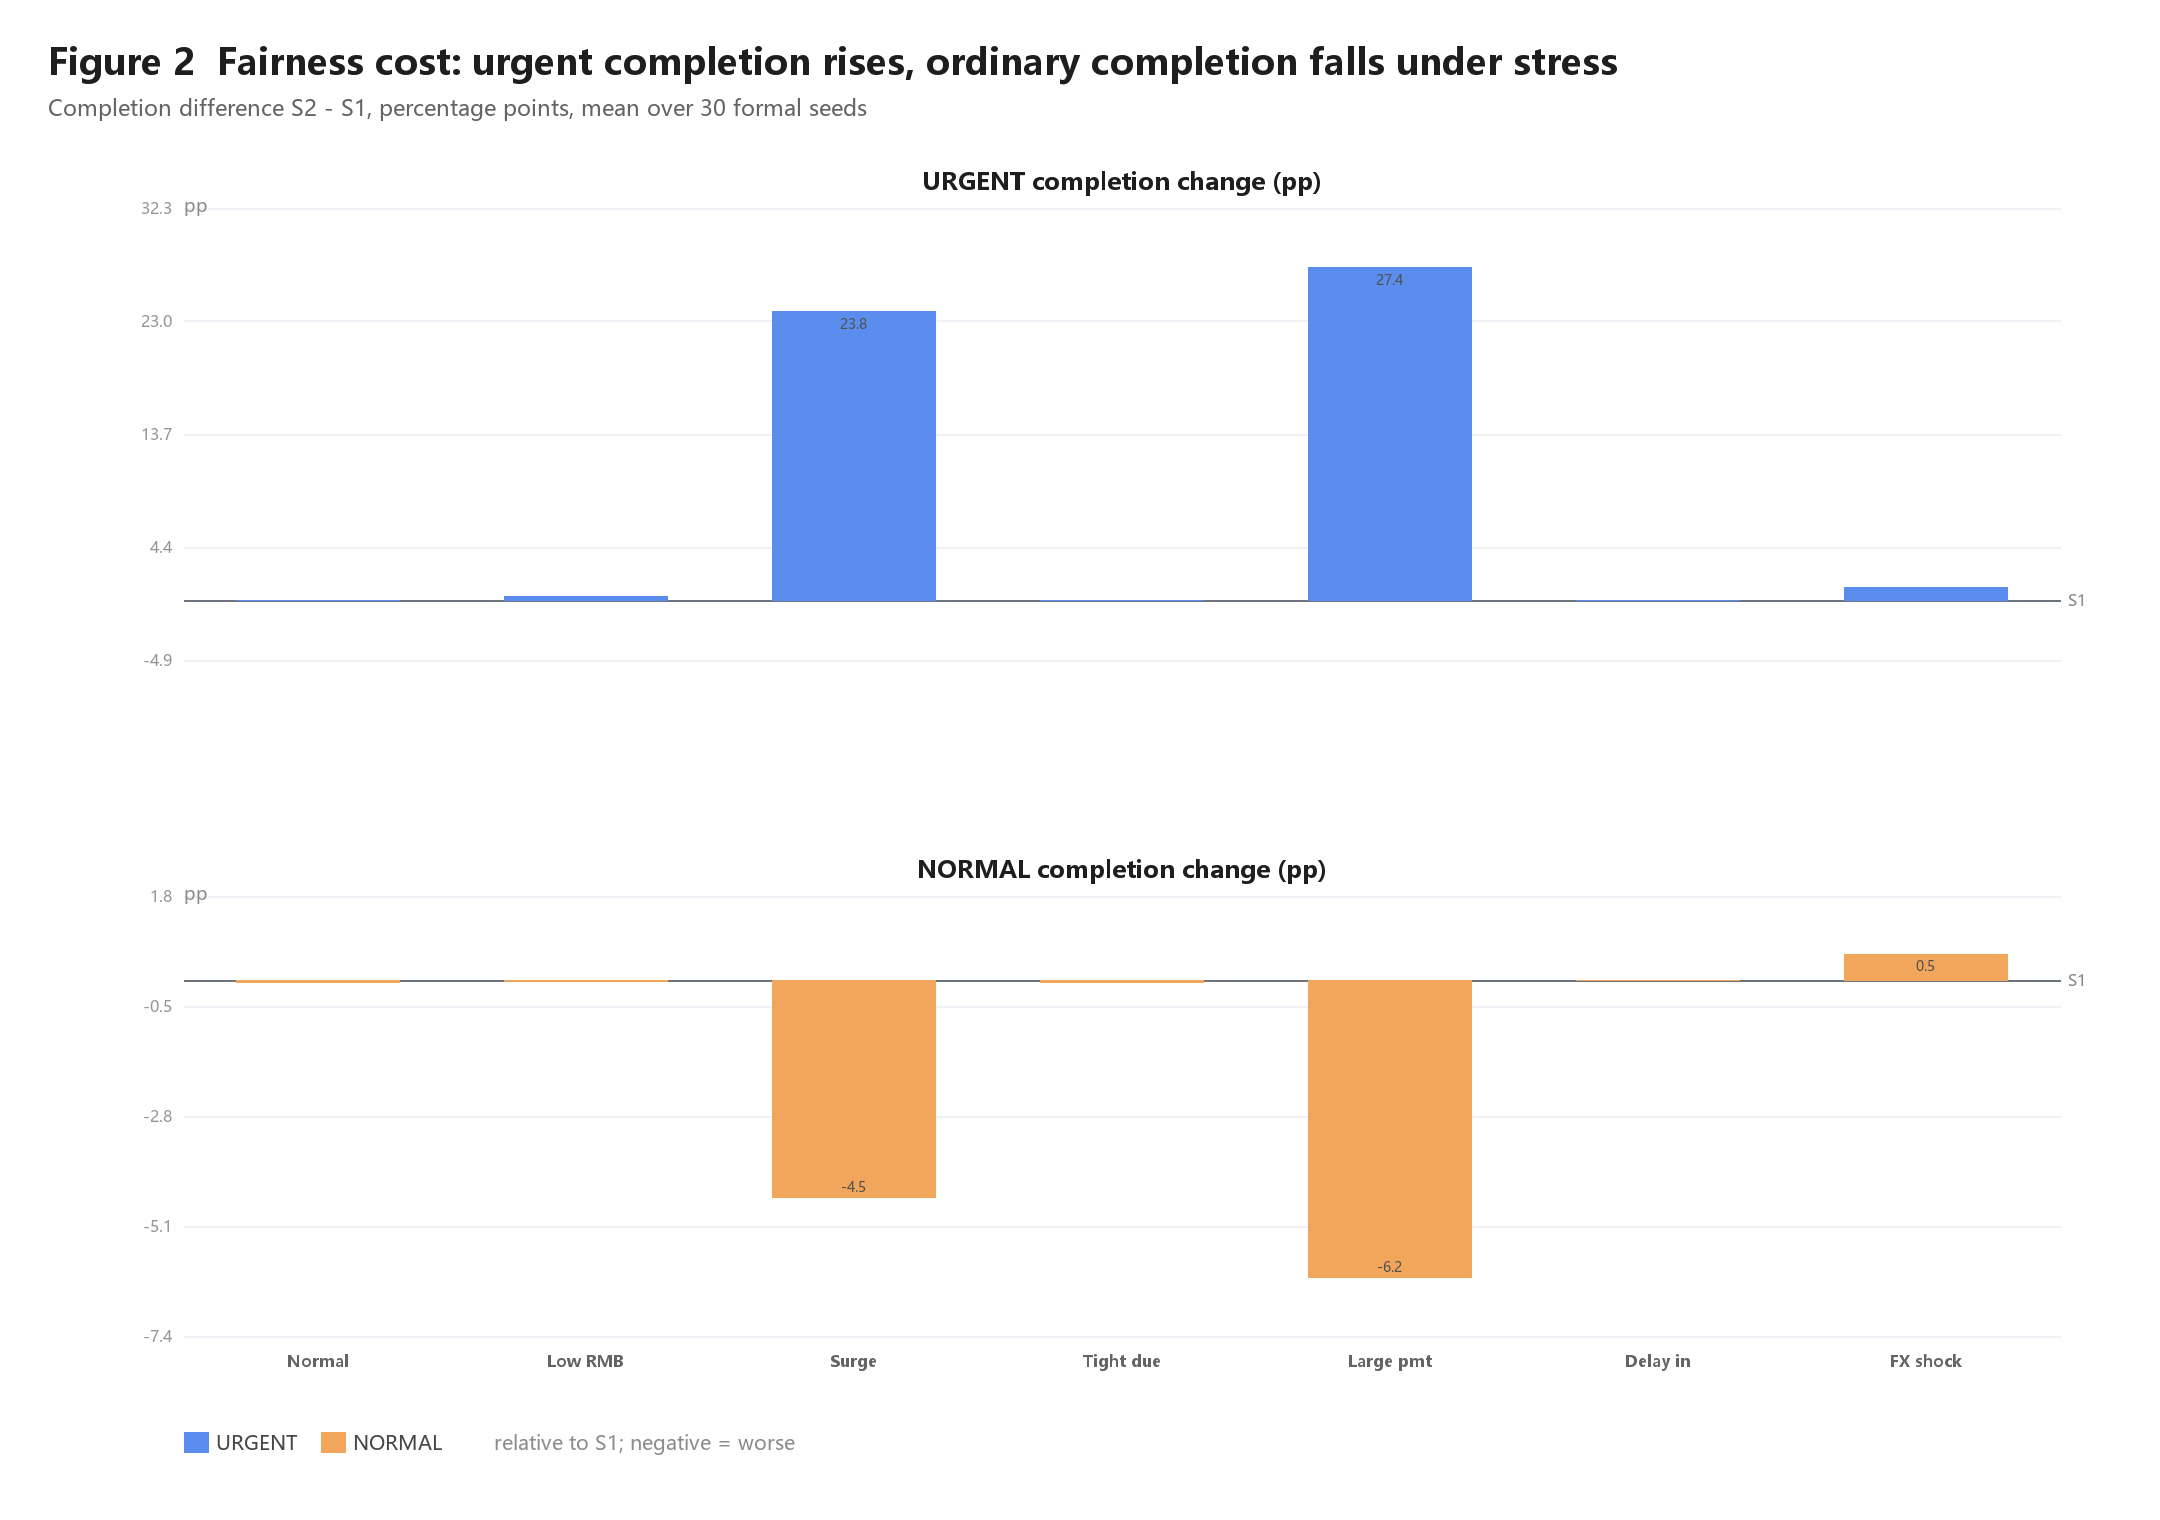 Figure 2  Fairness cost: urgent completion rises, ordinary completion falls under stress
Completion difference S2 - S1, percentage points, mean over 30 formal seeds
URGENT completion change (pp)
32.3 pp
27.4
23.0
23.8
13.7
4.4
S1
-4.9
NORMAL completion change (pp)
1.8 pp
0.5
S1
-0.5
-2.8
-4.5
-5.1
-6.2
-7.4
Normal Low RMB Surge Tight due Large pmt Delay in FX shock
URGENT NORMAL relative to S1; negative = worse